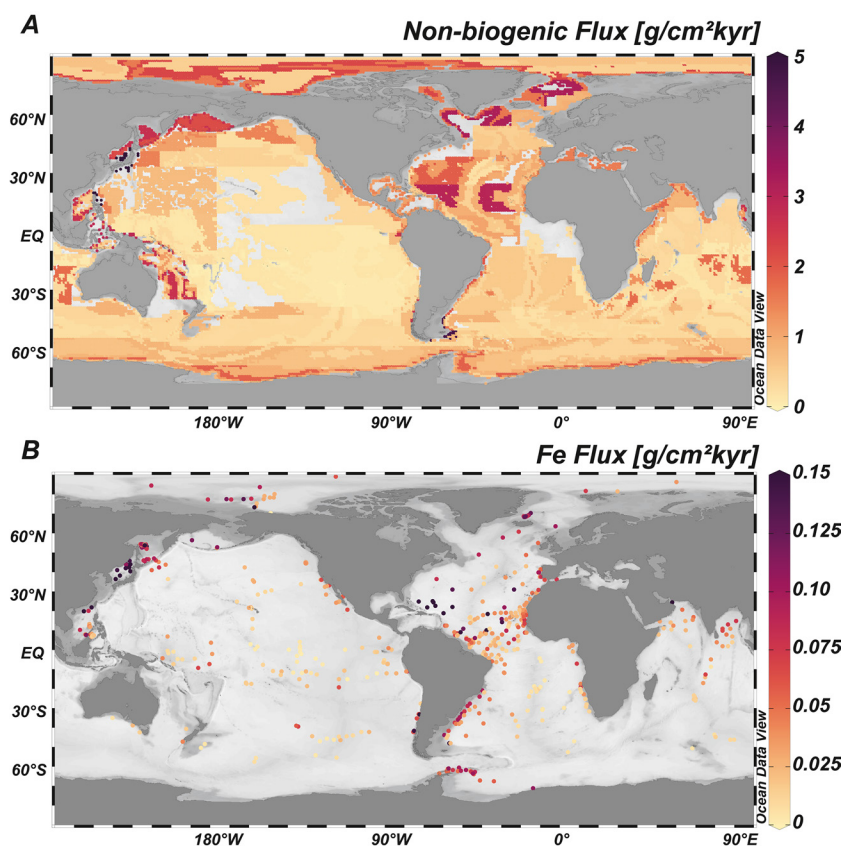 A
Non-biogenic Flux [g/cm²kyr]
60°N
30°N
EQ
30°S
60°S
180°W
90°W
0°
90°E
Ocean Data View
5
4
3
2
1
0
B
Fe Flux [g/cm²kyr]
60°N
30°N
EQ
30°S
60°S
180°W
90°W
0°
90°E
Ocean Data View
0.15
0.125
0.10
0.075
0.05
0.025
0